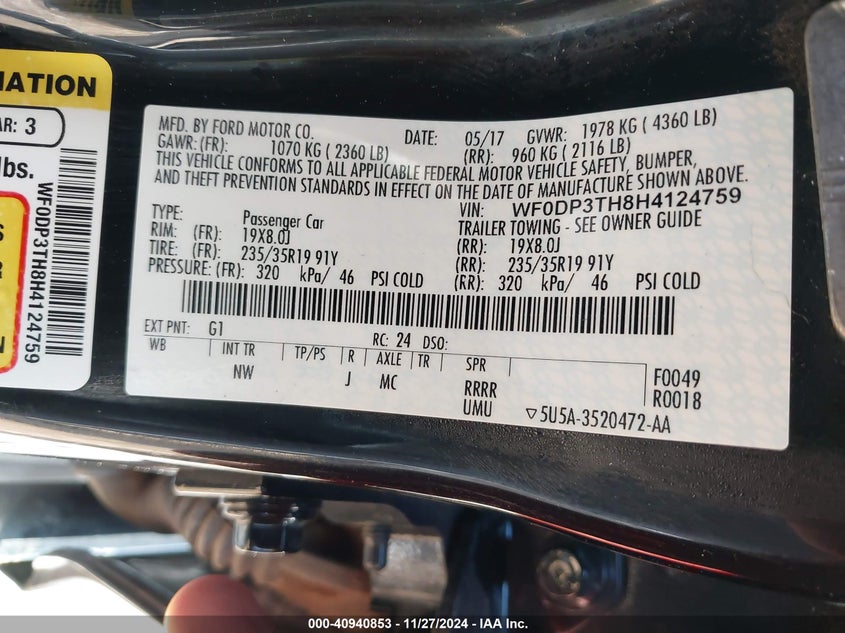 MATION
AR: 3
lbs.
S
R
N
WF0DP3TH8H4124759
MFD. BY FORD MOTOR CO. DATE: 05/17 GVWR: 1978 KG ( 4360 LB)
GAWR: (FR): 1070 KG ( 2360 LB) (RR): 960 KG ( 2116 LB)
THIS VEHICLE CONFORMS TO ALL APPLICABLE FEDERAL MOTOR VEHICLE SAFETY, BUMPER,
AND THEFT PREVENTION STANDARDS IN EFFECT ON THE DATE OF MANUFACTURE SHOWN ABOVE.
VIN: WF0DP3TH8H4124759
TYPE: Passenger Car TRAILER TOWING - SEE OWNER GUIDE
RIM: (FR): 19X8.0J (RR): 19X8.0J
TIRE: (FR): 235/35R19 91Y (RR): 235/35R19 91Y
PRESSURE: (FR): 320 kPa/ 46 PSI COLD (RR): 320 kPa/ 46 PSI COLD
EXT PNT: G1 RC: 24 DSO:
WB INT TR TP/PS R AXLE TR SPR
NW J MC RRRR F0049
UMU R0018
▽5U5A-3520472-AA
000-40940853 - 11/27/2024 - IAA Inc.